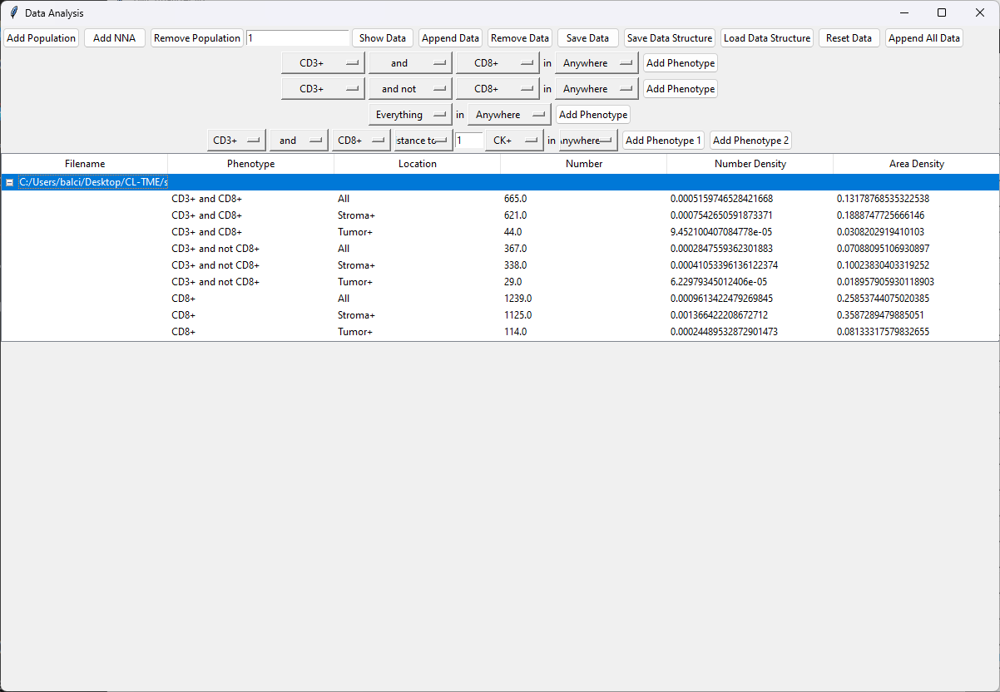 Data Analysis
Add Population Add NNA Remove Population 1 Show Data Append Data Remove Data Save Data Save Data Structure Load Data Structure Reset Data Append All Data
CD3+ and CD8+ in Anywhere Add Phenotype
CD3+ and not CD8+ in Anywhere Add Phenotype
Everything in Anywhere Add Phenotype
CD3+ and CD8+ istance to 1 CK+ in Anywhere Add Phenotype 1 Add Phenotype 2
Filename Phenotype Location Number Number Density Area Density
C:/Users/balci/Desktop/CL-TME/s
CD3+ and CD8+ All 665.0 0.0005159746528421668 0.13178768535322538
CD3+ and CD8+ Stroma+ 621.0 0.0007542650591873371 0.1888747725666146
CD3+ and CD8+ Tumor+ 44.0 9.452100407084778e-05 0.0308202919410103
CD3+ and not CD8+ All 367.0 0.0002847559362301883 0.07088095106930897
CD3+ and not CD8+ Stroma+ 338.0 0.00041053396136122374 0.10023830403319252
CD3+ and not CD8+ Tumor+ 29.0 6.22979345012406e-05 0.018957905930118903
CD8+ All 1239.0 0.0009613422479269845 0.25853744075020385
CD8+ Stroma+ 1125.0 0.001366422208672712 0.3587289479885051
CD8+ Tumor+ 114.0 0.00024489532872901473 0.08133317579832655